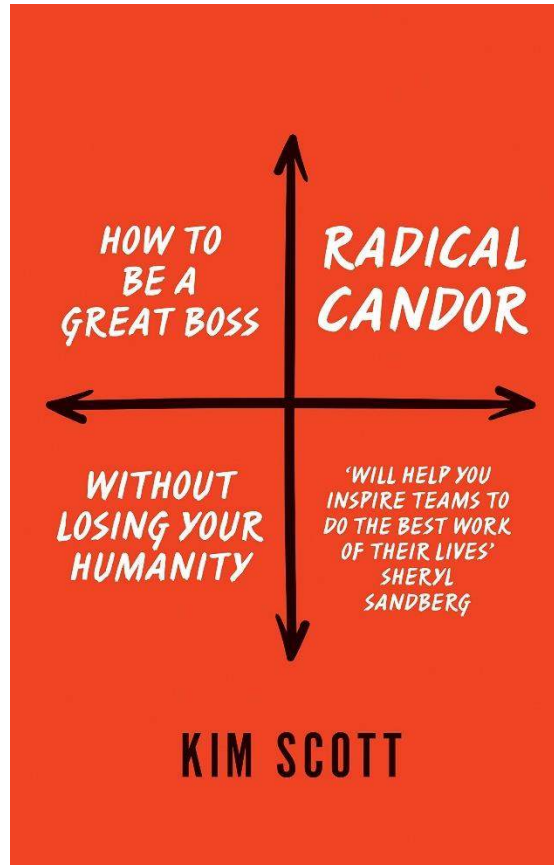 HOW TO
BE A
GREAT BOSS
RADICAL
CANDOR
WITHOUT
LOSING YOUR
HUMANITY
‘WILL HELP YOU
INSPIRE TEAMS TO
DO THE BEST WORK
OF THEIR LIVES’
SHERYL
SANDBERG
KIM SCOTT